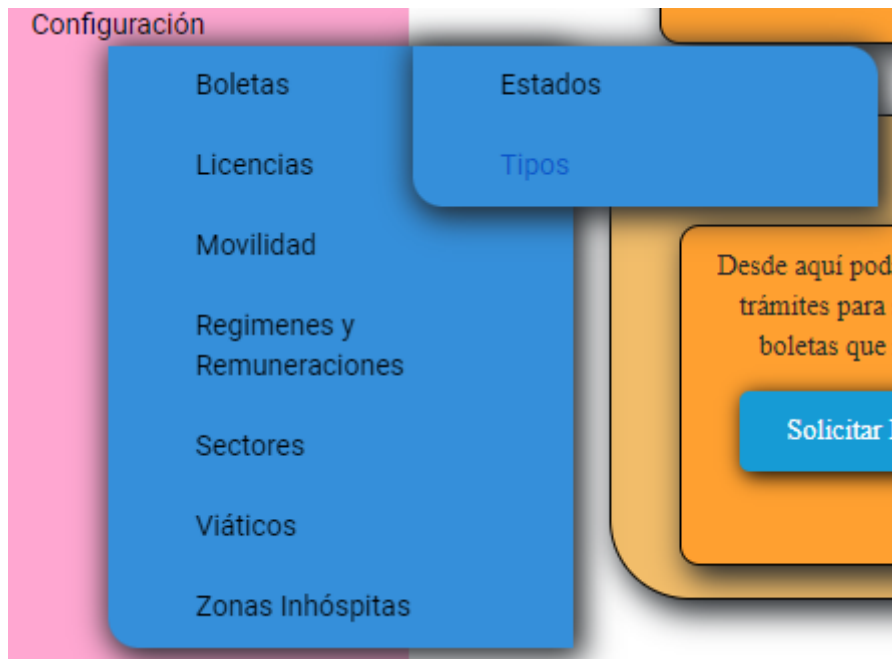 Configuración
Boletas
Licencias
Movilidad
Regimenes y
Remuneraciones
Sectores
Viáticos
Zonas Inhóspitas
Estados
Tipos
Desde aquí
trámites para
boletas que
Solicitar